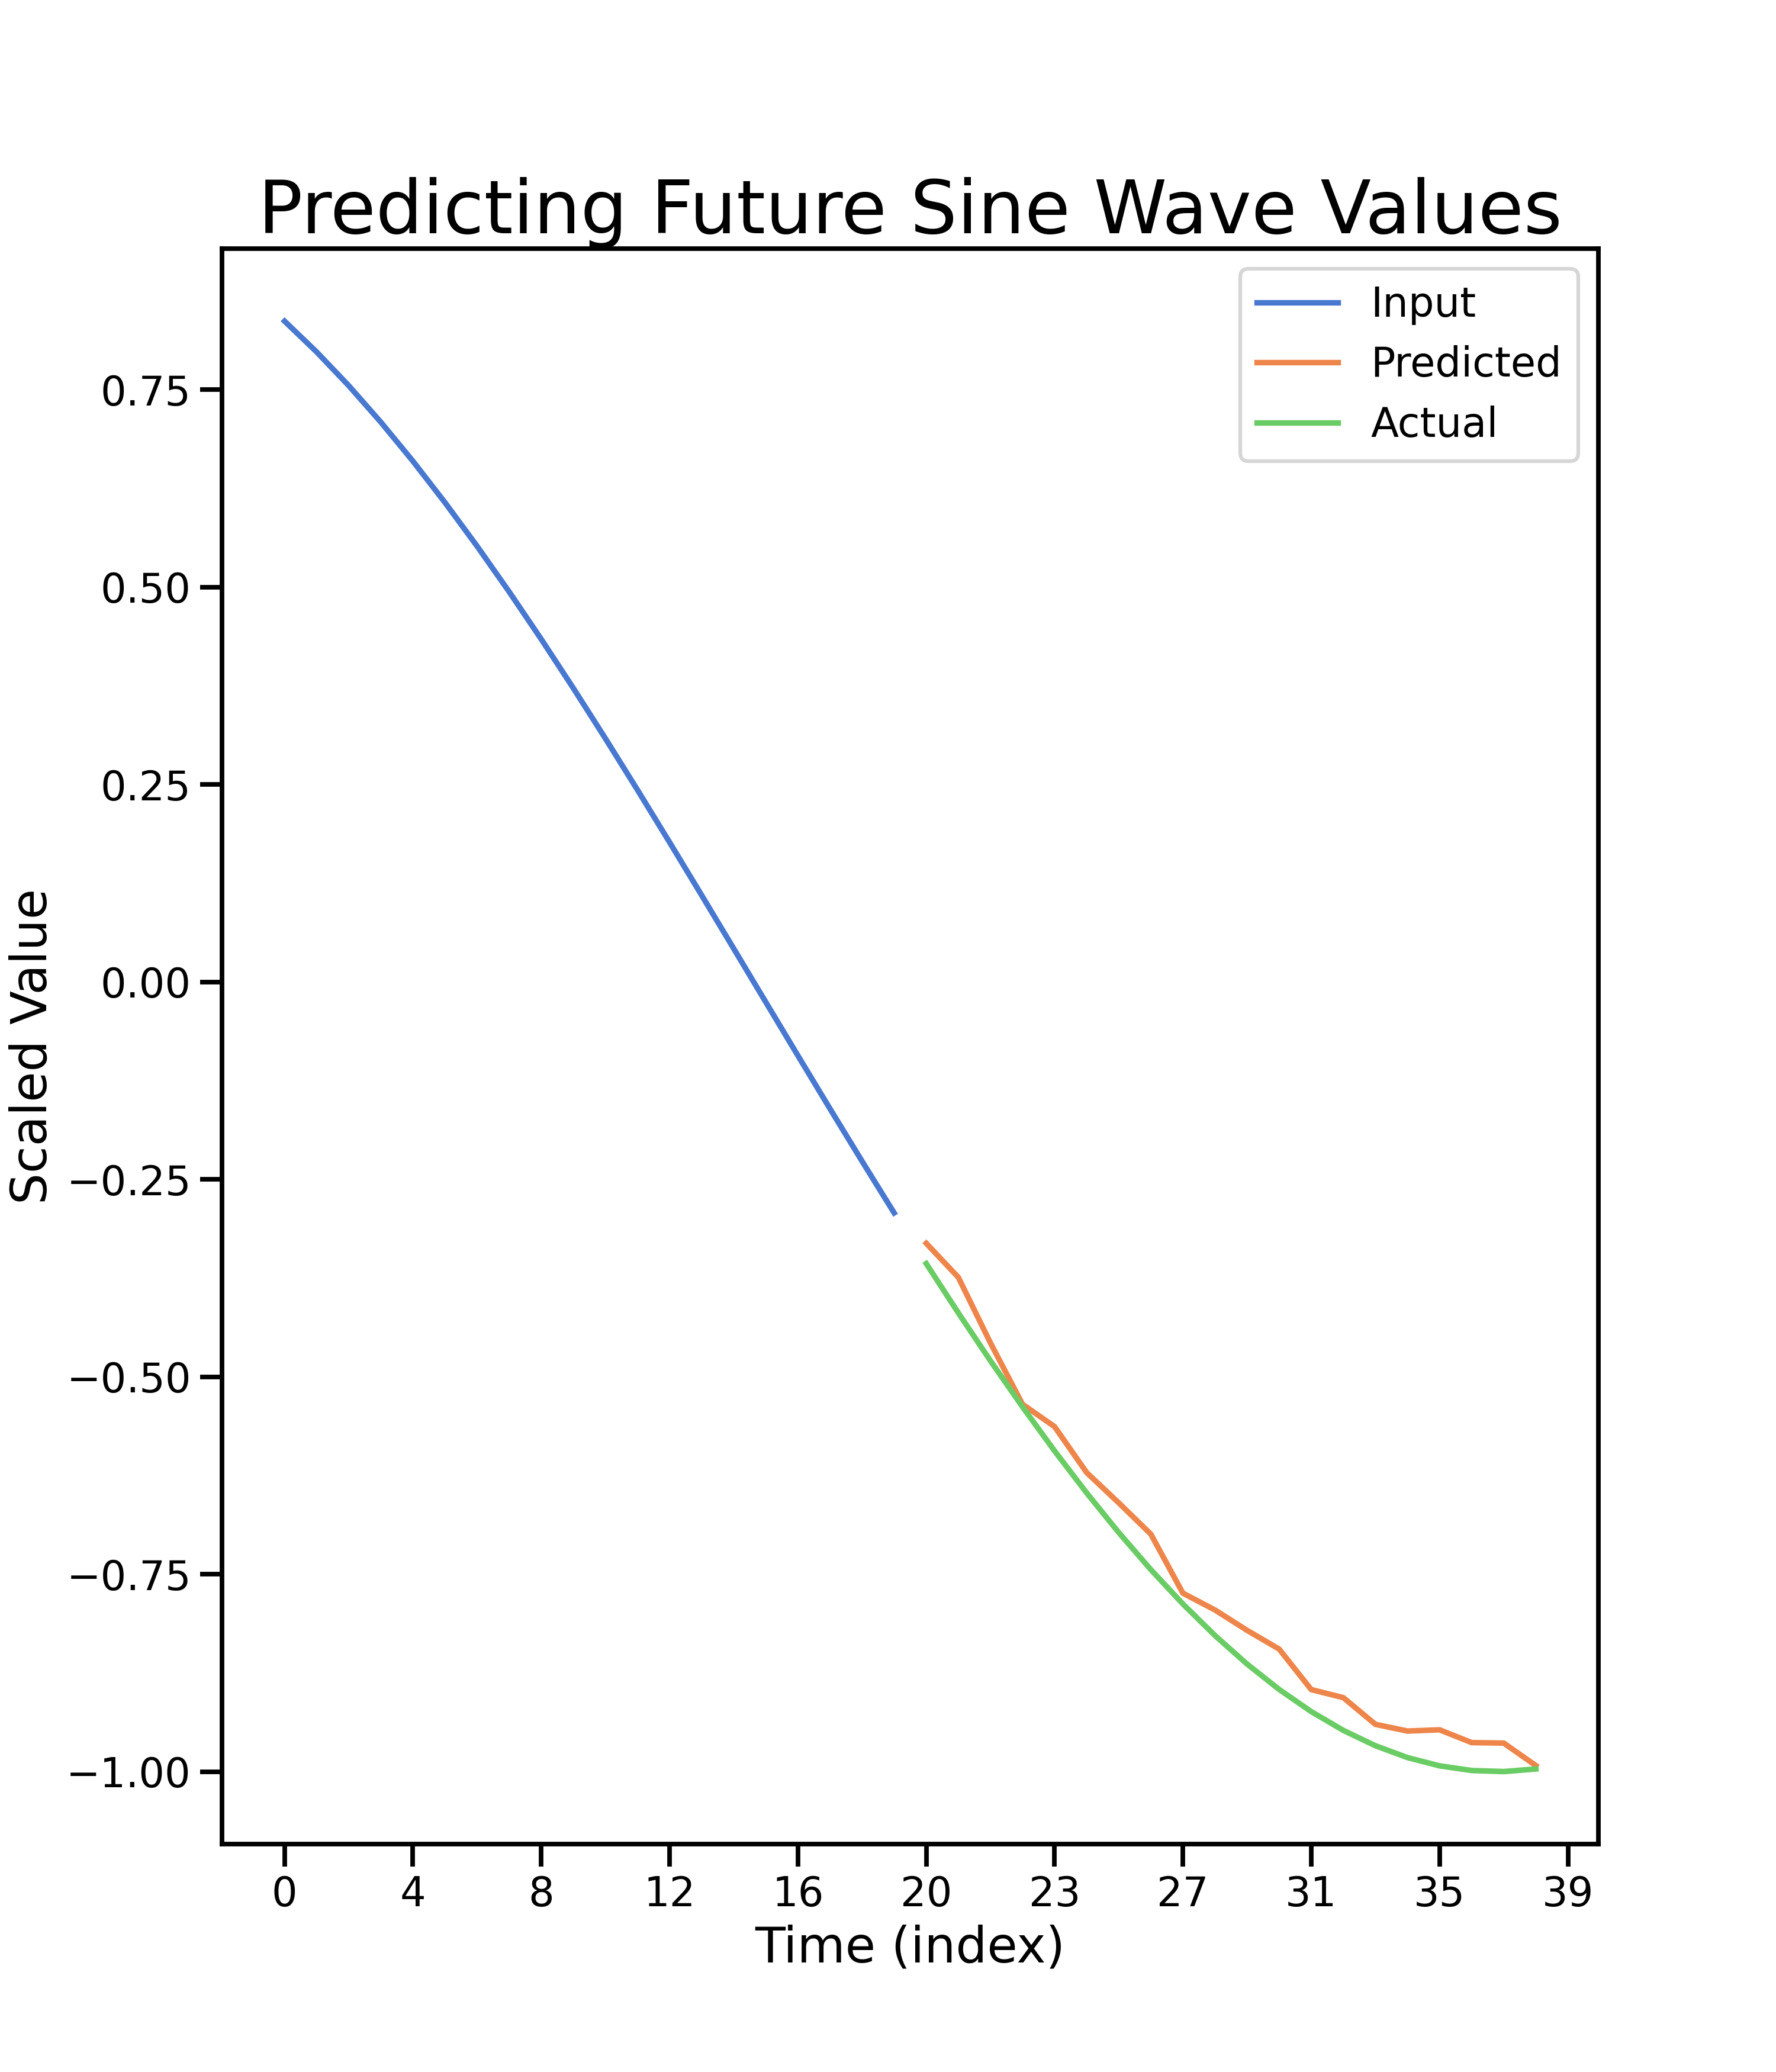 Predicting Future Sine Wave Values
Input
Predicted
Actual
0.75
0.50
0.25
0.00
−0.25
−0.50
−0.75
−1.00
Scaled Value
0 4 8 12 16 20 23 27 31 35 39
Time (index)